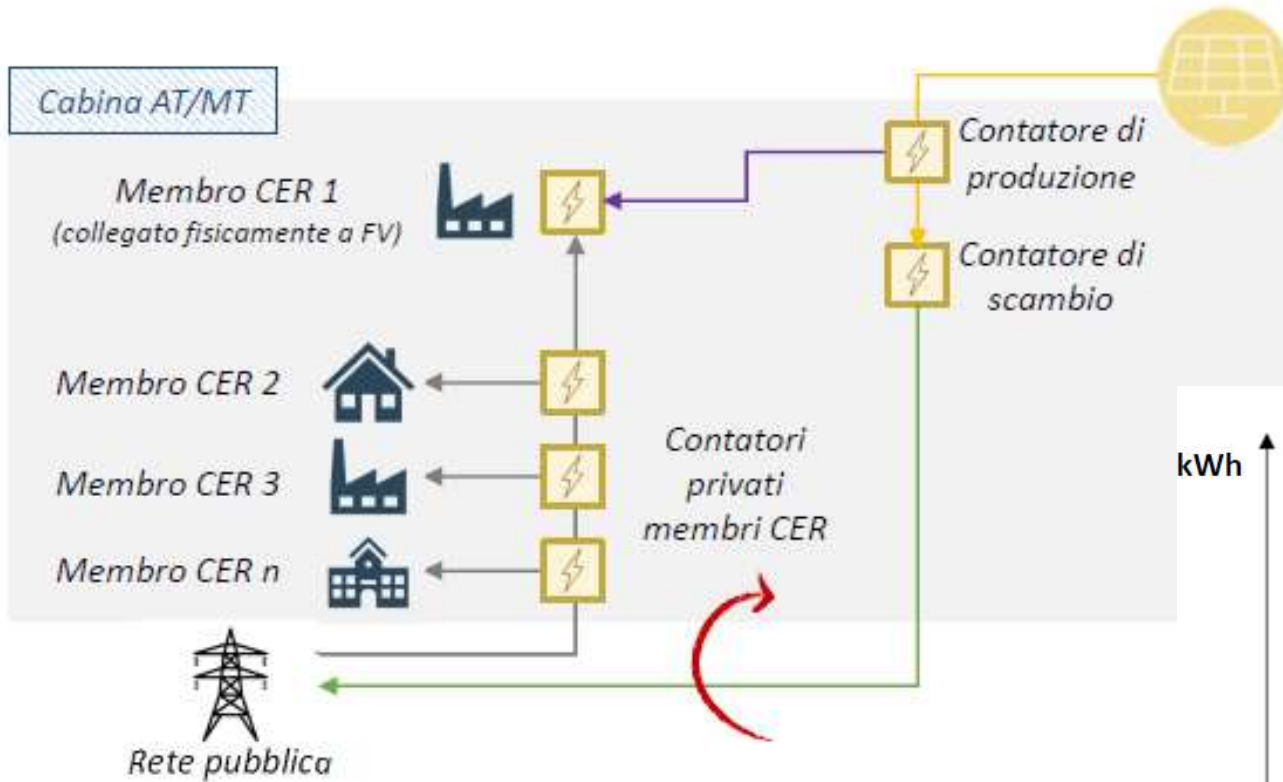 Cabina AT/MT
Contatore di
produzione
Membro CER 1
(collegato fisicamente a FV)
Contatore di
scambio
Membro CER 2
Contatori
privati
membri CER
kWh
Membro CER 3
Membro CER n
Rete pubblica